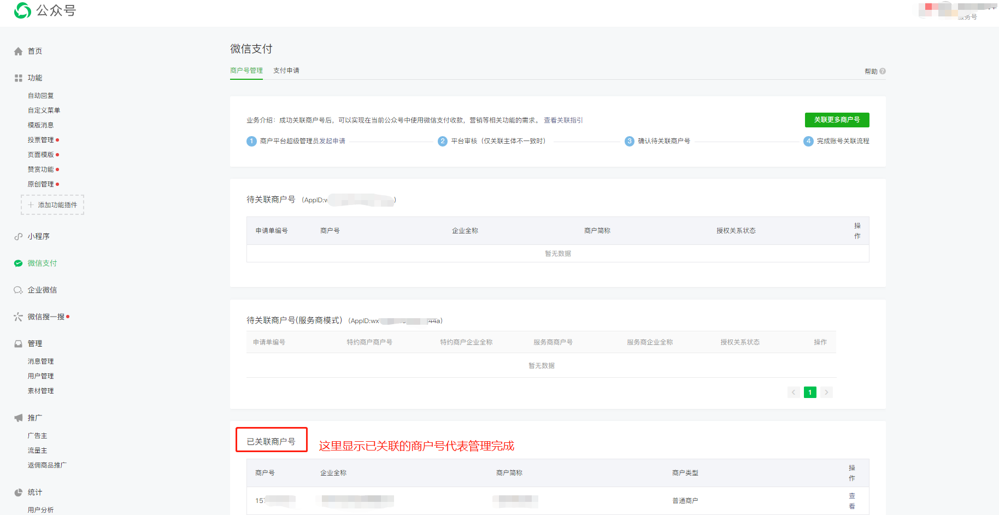 公众号
服务号
首页
功能
自动回复
自定义菜单
模版消息
投票管理
页面模版
赞赏功能
原创管理
添加功能插件
小程序
微信支付
企业微信
微信搜一搜
管理
消息管理
用户管理
素材管理
推广
广告主
流量主
返佣商品推广
统计
用户分析
微信支付
商户号管理 支付申请 帮助
业务介绍：成功关联商户号后，可以实现在当前公众号中使用微信支付收款，营销等相关功能的需求。 查看关联指引
关联更多商户号
1 商户平台超级管理员发起申请 2 平台审核（仅关联主体不一致时） 3 确认待关联商户号 4 完成账号关联流程
待关联商户号 (AppID:w )
申请单编号 商户号 企业全称 商户简称 授权关系状态 操作
暂无数据
待关联商户号(服务商模式) (AppID:wx 44a)
申请单编号 特约商户商户号 特约商户企业全称 服务商商户号 服务商企业全称 授权关系状态 操作
暂无数据
1
已关联商户号 这里显示已关联的商户号代表管理完成
商户号 企业全称 商户简称 商户类型 操作
15 普通商户 查看